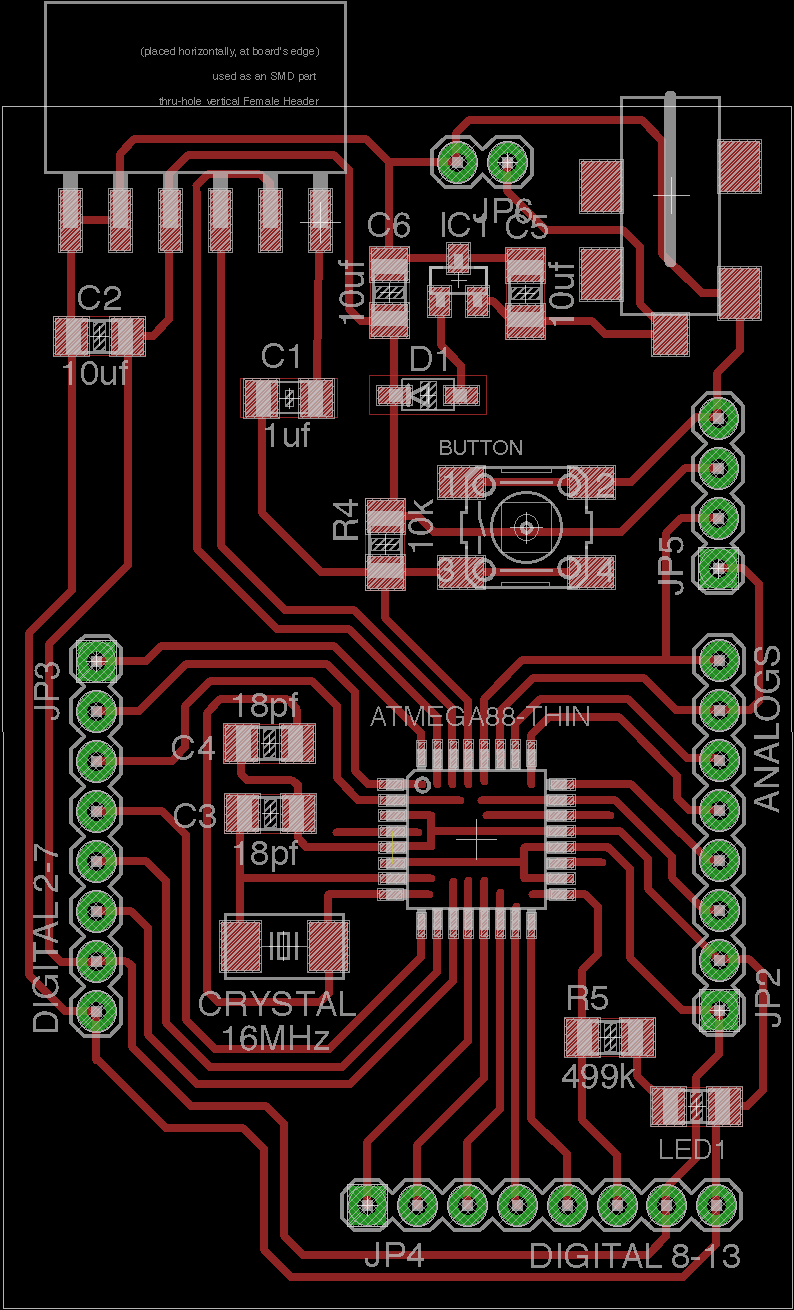 (placed horizontally, at board's edge)
used as an SMD part
thru-hole vertical Female Header
JP6
C6
IC1
C5
10uf
10uf
C2
10uf
C1
1uf
D1
BUTTON
1
2
R4
10k
3
4
JP5
JP3
18pf
ATMEGA88-THIN
ANALOGS
C4
C3
18pf
DIGITAL 2-7
CRYSTAL
16MHz
R5
499k
JP2
LED1
JP4
DIGITAL 8-13